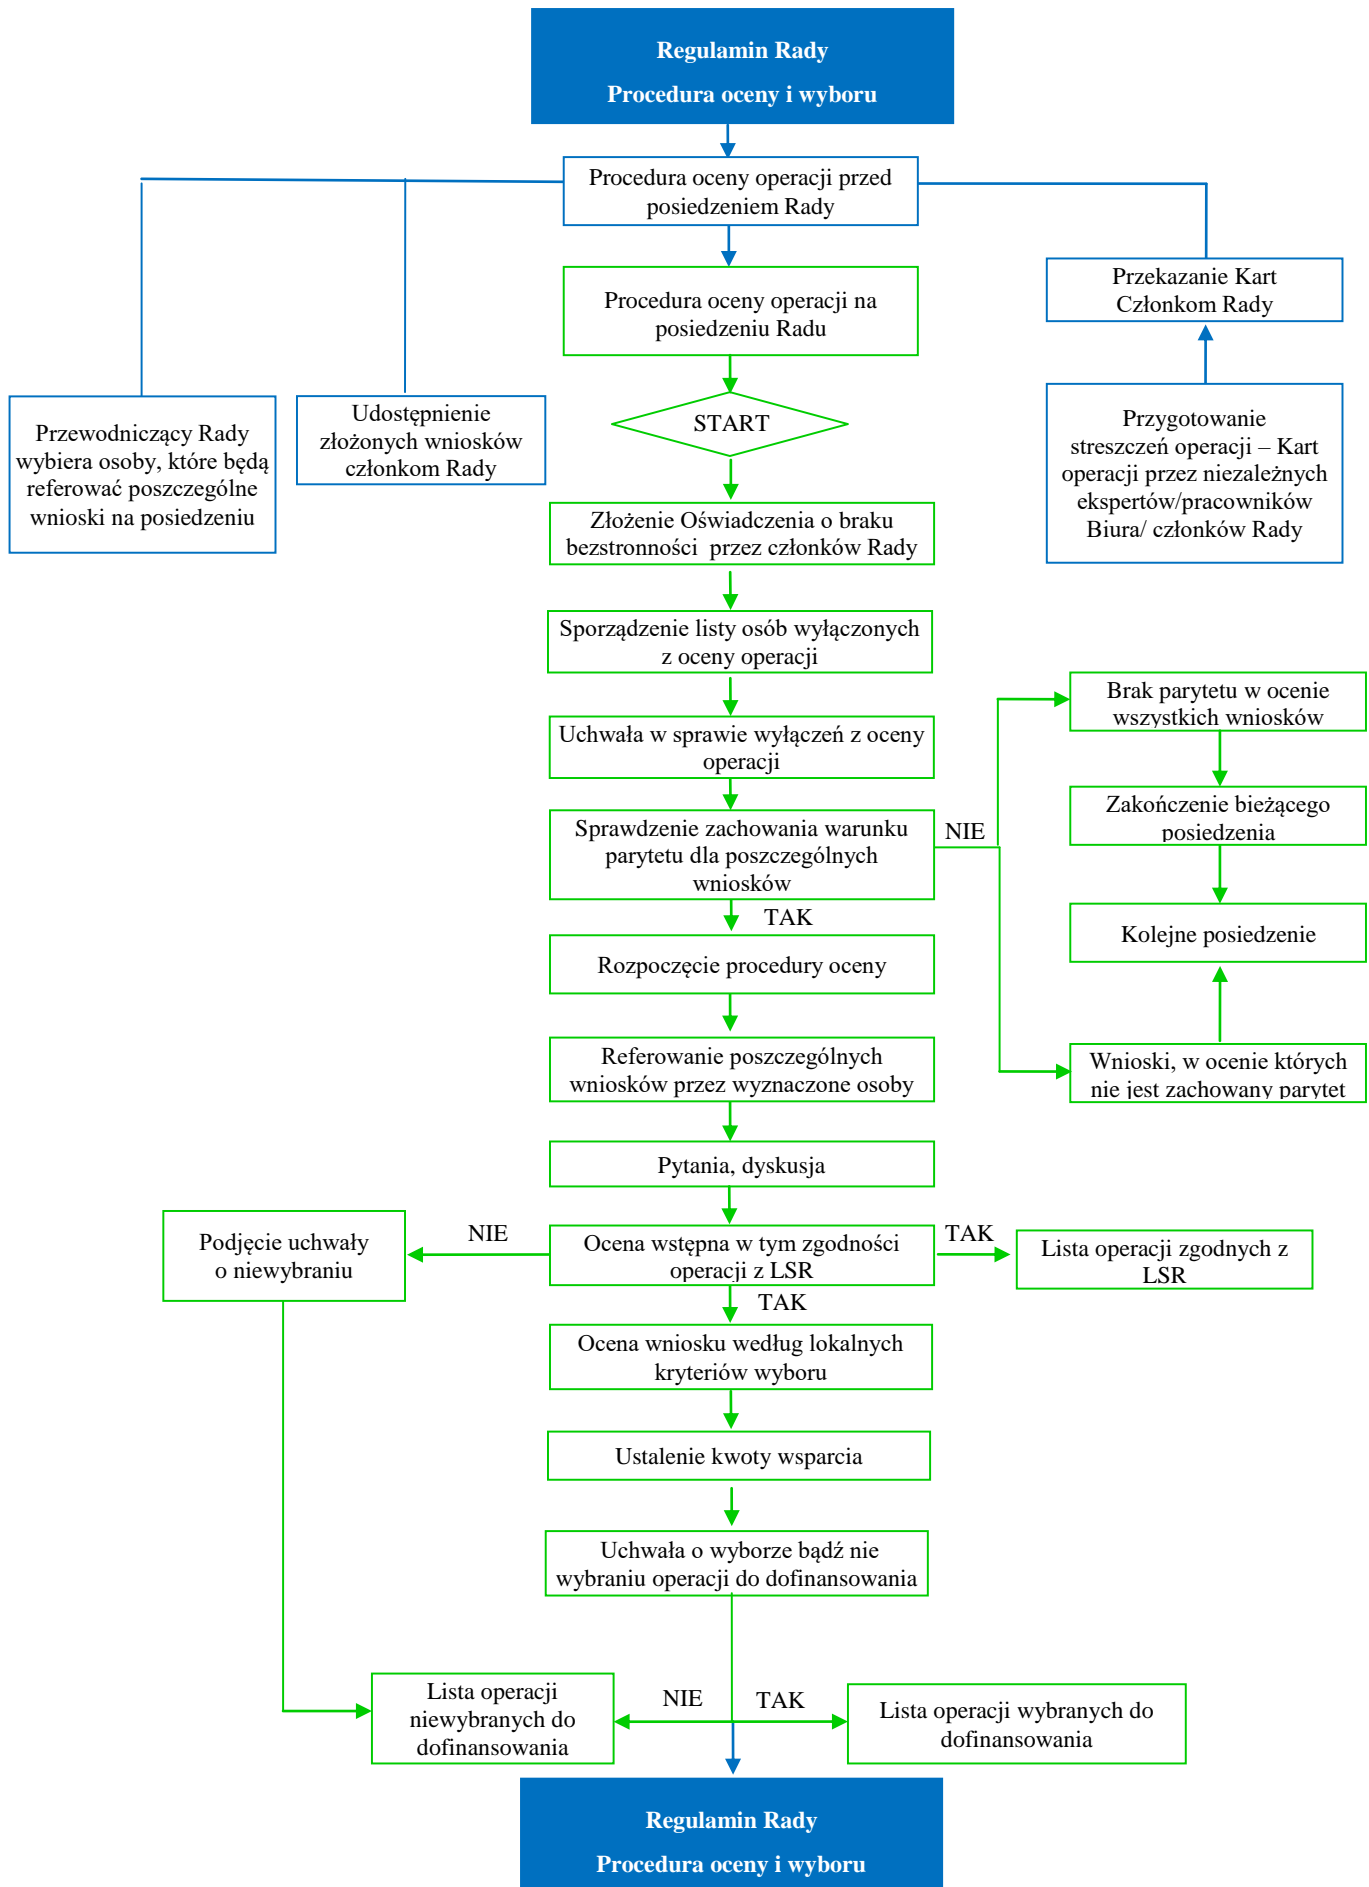 Regulamin Rady
Procedura oceny i wyboru
Procedura oceny operacji przed
posiedzeniem Rady
Procedura oceny operacji na
posiedzeniu Radu
Przekazanie Kart
Członkom Rady
START
Przewodniczący Rady
wybiera osoby, które będą
referować poszczególne
wnioski na posiedzeniu
Udostępnienie
złożonych wniosków
członkom Rady
Przygotowanie
streszczeń operacji – Kart
operacji przez niezależnych
ekspertów/pracowników
Biura/ członków Rady
Złożenie Oświadczenia o braku
bezstronności przez członków Rady
Sporządzenie listy osób wyłączonych
z oceny operacji
Uchwała w sprawie wyłączeń z oceny
operacji
Sprawdzenie zachowania warunku
parytetu dla poszczególnych
wniosków
NIE
Brak parytetu w ocenie
wszystkich wniosków
Zakończenie bieżącego
posiedzenia
Kolejne posiedzenie
Wnioski, w ocenie których
nie jest zachowany parytet
TAK
Rozpoczęcie procedury oceny
Referowanie poszczególnych
wniosków przez wyznaczone osoby
Pytania, dyskusja
Podjęcie uchwały
o niewybraniu
NIE
Ocena wstępna w tym zgodności
operacji z LSR
TAK
Lista operacji zgodnych z
LSR
TAK
Ocena wniosku według lokalnych
kryteriów wyboru
Ustalenie kwoty wsparcia
Uchwała o wyborze bądź nie
wybraniu operacji do dofinansowania
Lista operacji
niewybranych do
dofinansowania
NIE
TAK
Lista operacji wybranych do
dofinansowania
Regulamin Rady
Procedura oceny i wyboru